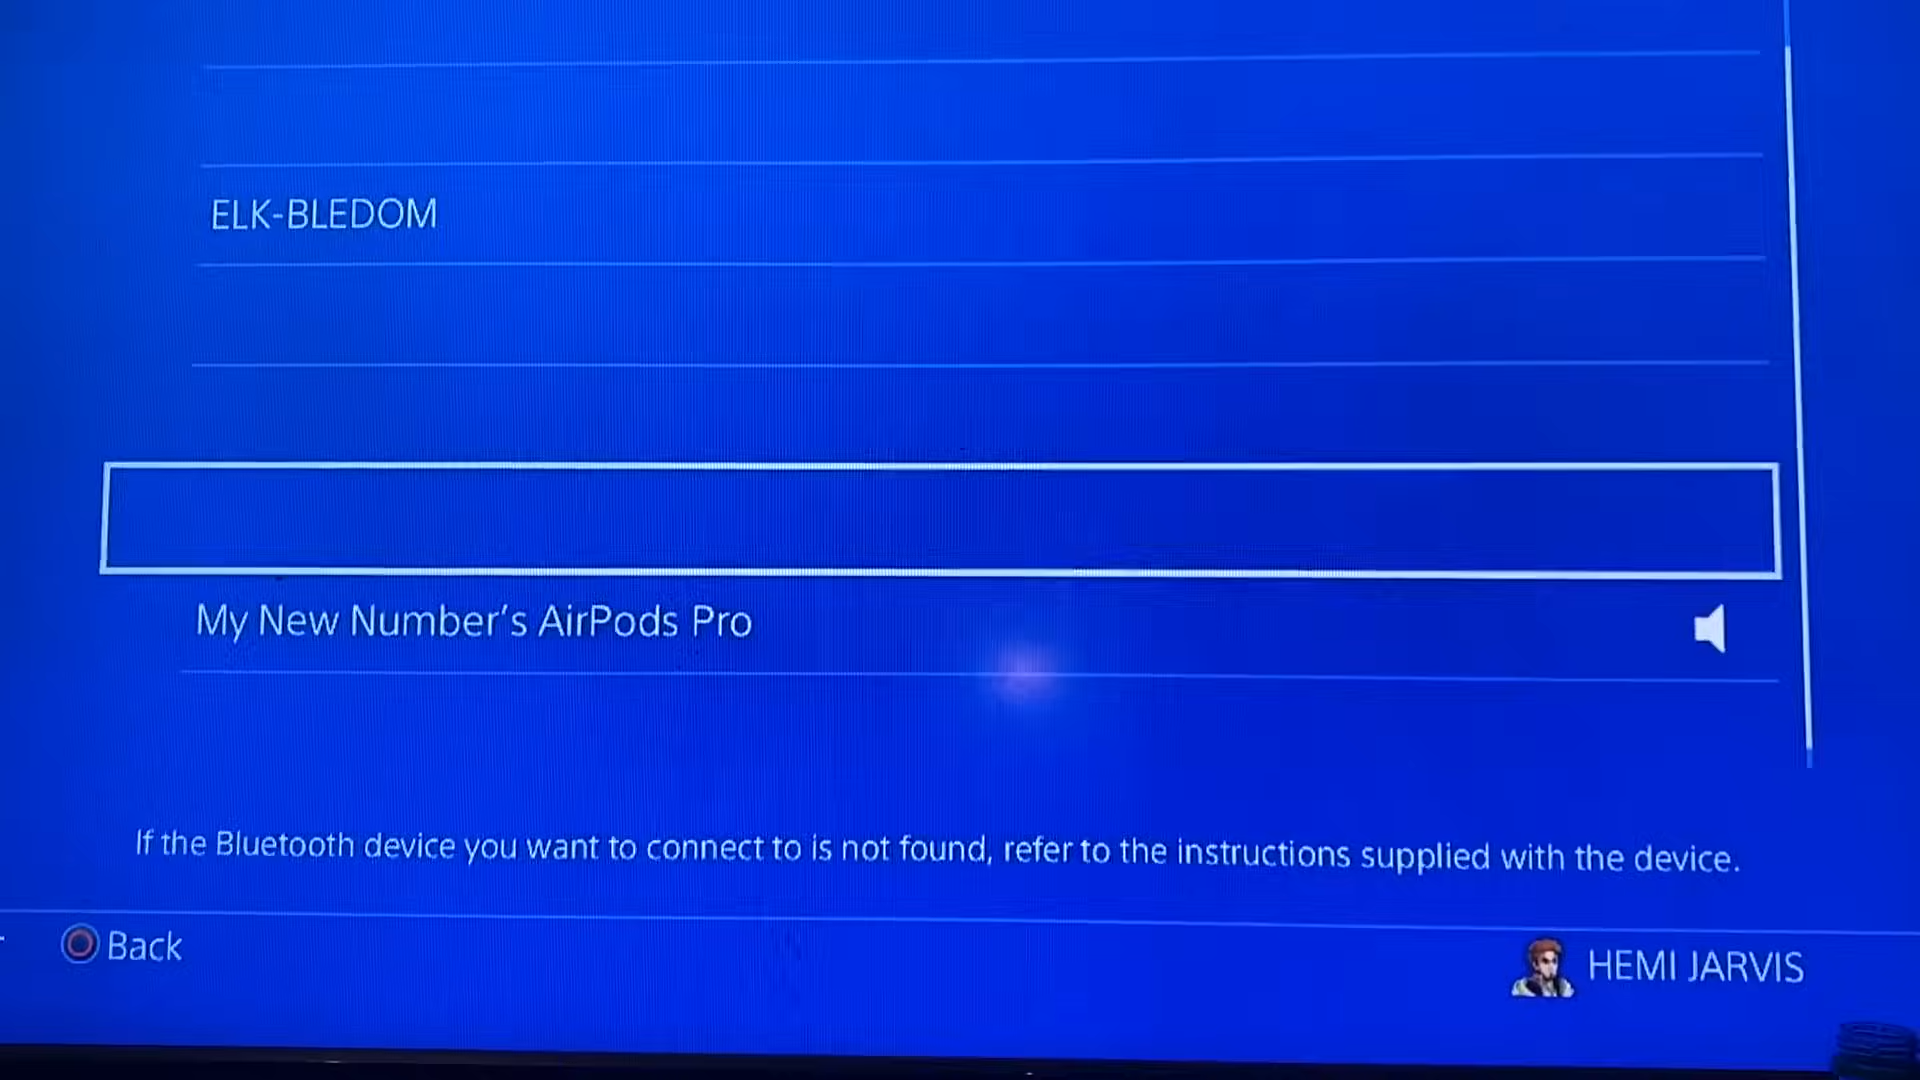 ELK-BLEDOM
My New Number's AirPods Pro
If the Bluetooth device you want to connect to is not found, refer to the instructions supplied with the device.
Back
HEMI JARVIS